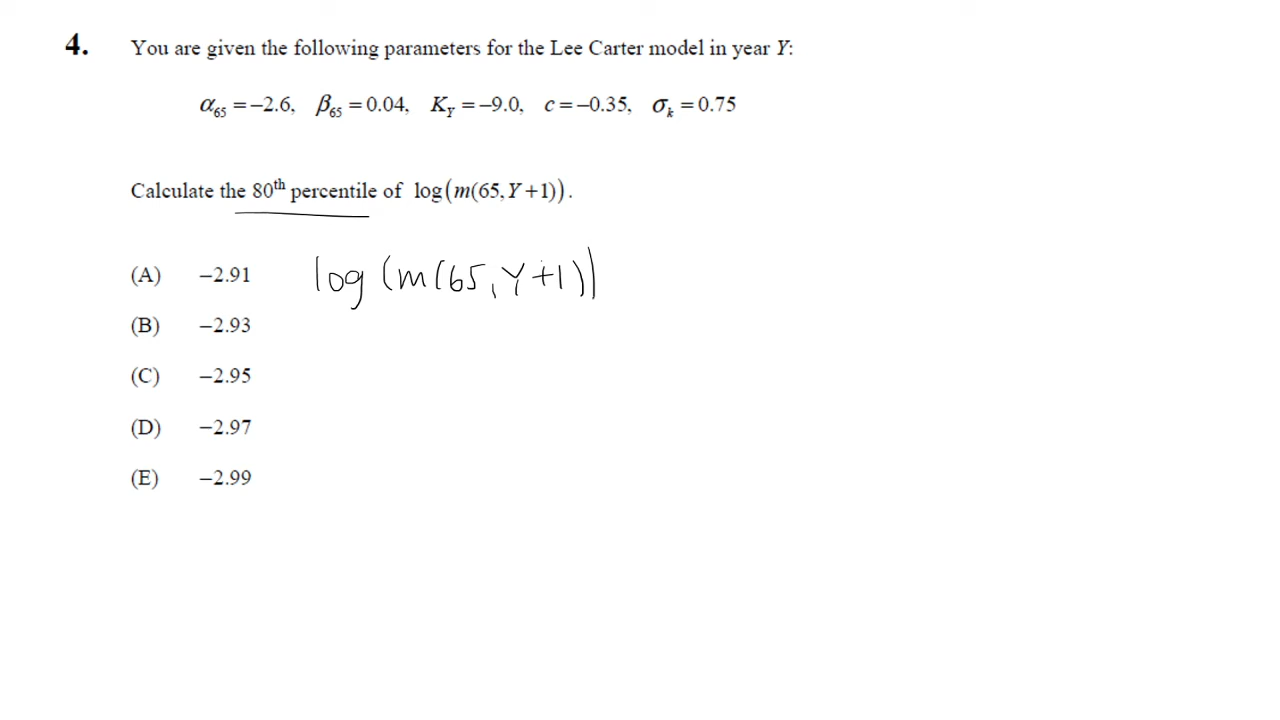 4. You are given the following parameters for the Lee Carter model in year Y:
α₆₅ =−2.6, β₆₅ =0.04, K_Y =−9.0, c=−0.35, σ_k =0.75
Calculate the 80th percentile of log(m(65,Y+1)).
(A) −2.91
log(m(65,Y+1))
(B) −2.93
(C) −2.95
(D) −2.97
(E) −2.99